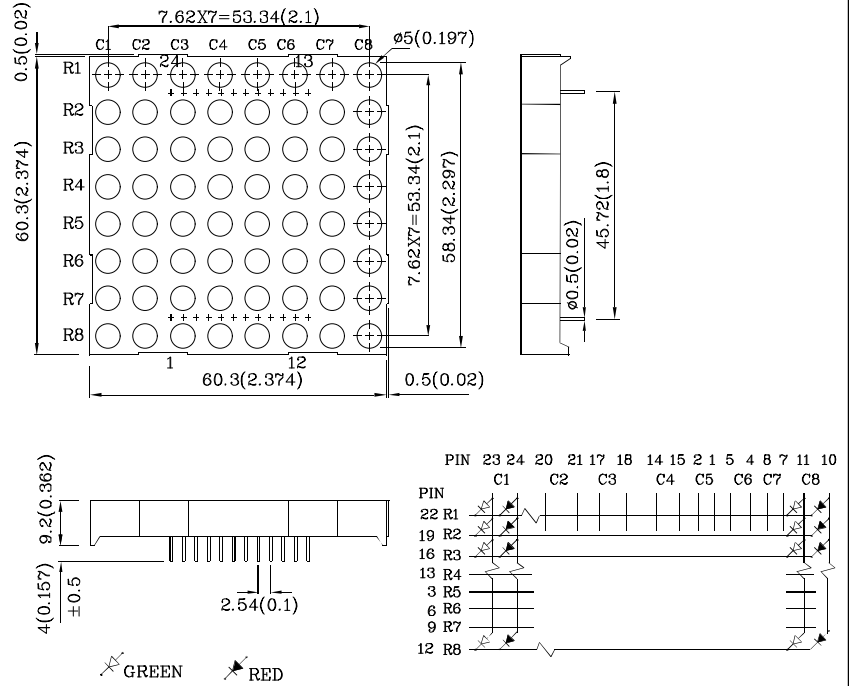 7.62X7=53.34(2.1)
0.5(0.02)
C1 C2 C3 C4 C5 C6 C7 C8
ø5(0.197)
24 13
R1
R2
R3
R4
R5
R6
R7
R8
60.3(2.374)
7.62X7=53.34(2.1)
58.34(2.297)
1 12
60.3(2.374)
0.5(0.02)
ø0.5(0.02)
45.72(1.8)
9.2(0.362)
4(0.157)
±0.5
2.54(0.1)
GREEN
RED
PIN 23 24 20 21 17 18 14 15 2 1 5 4 8 7 11 10
C1 C2 C3 C4 C5 C6 C7 C8
PIN
22 R1
19 R2
16 R3
13 R4
3 R5
6 R6
9 R7
12 R8